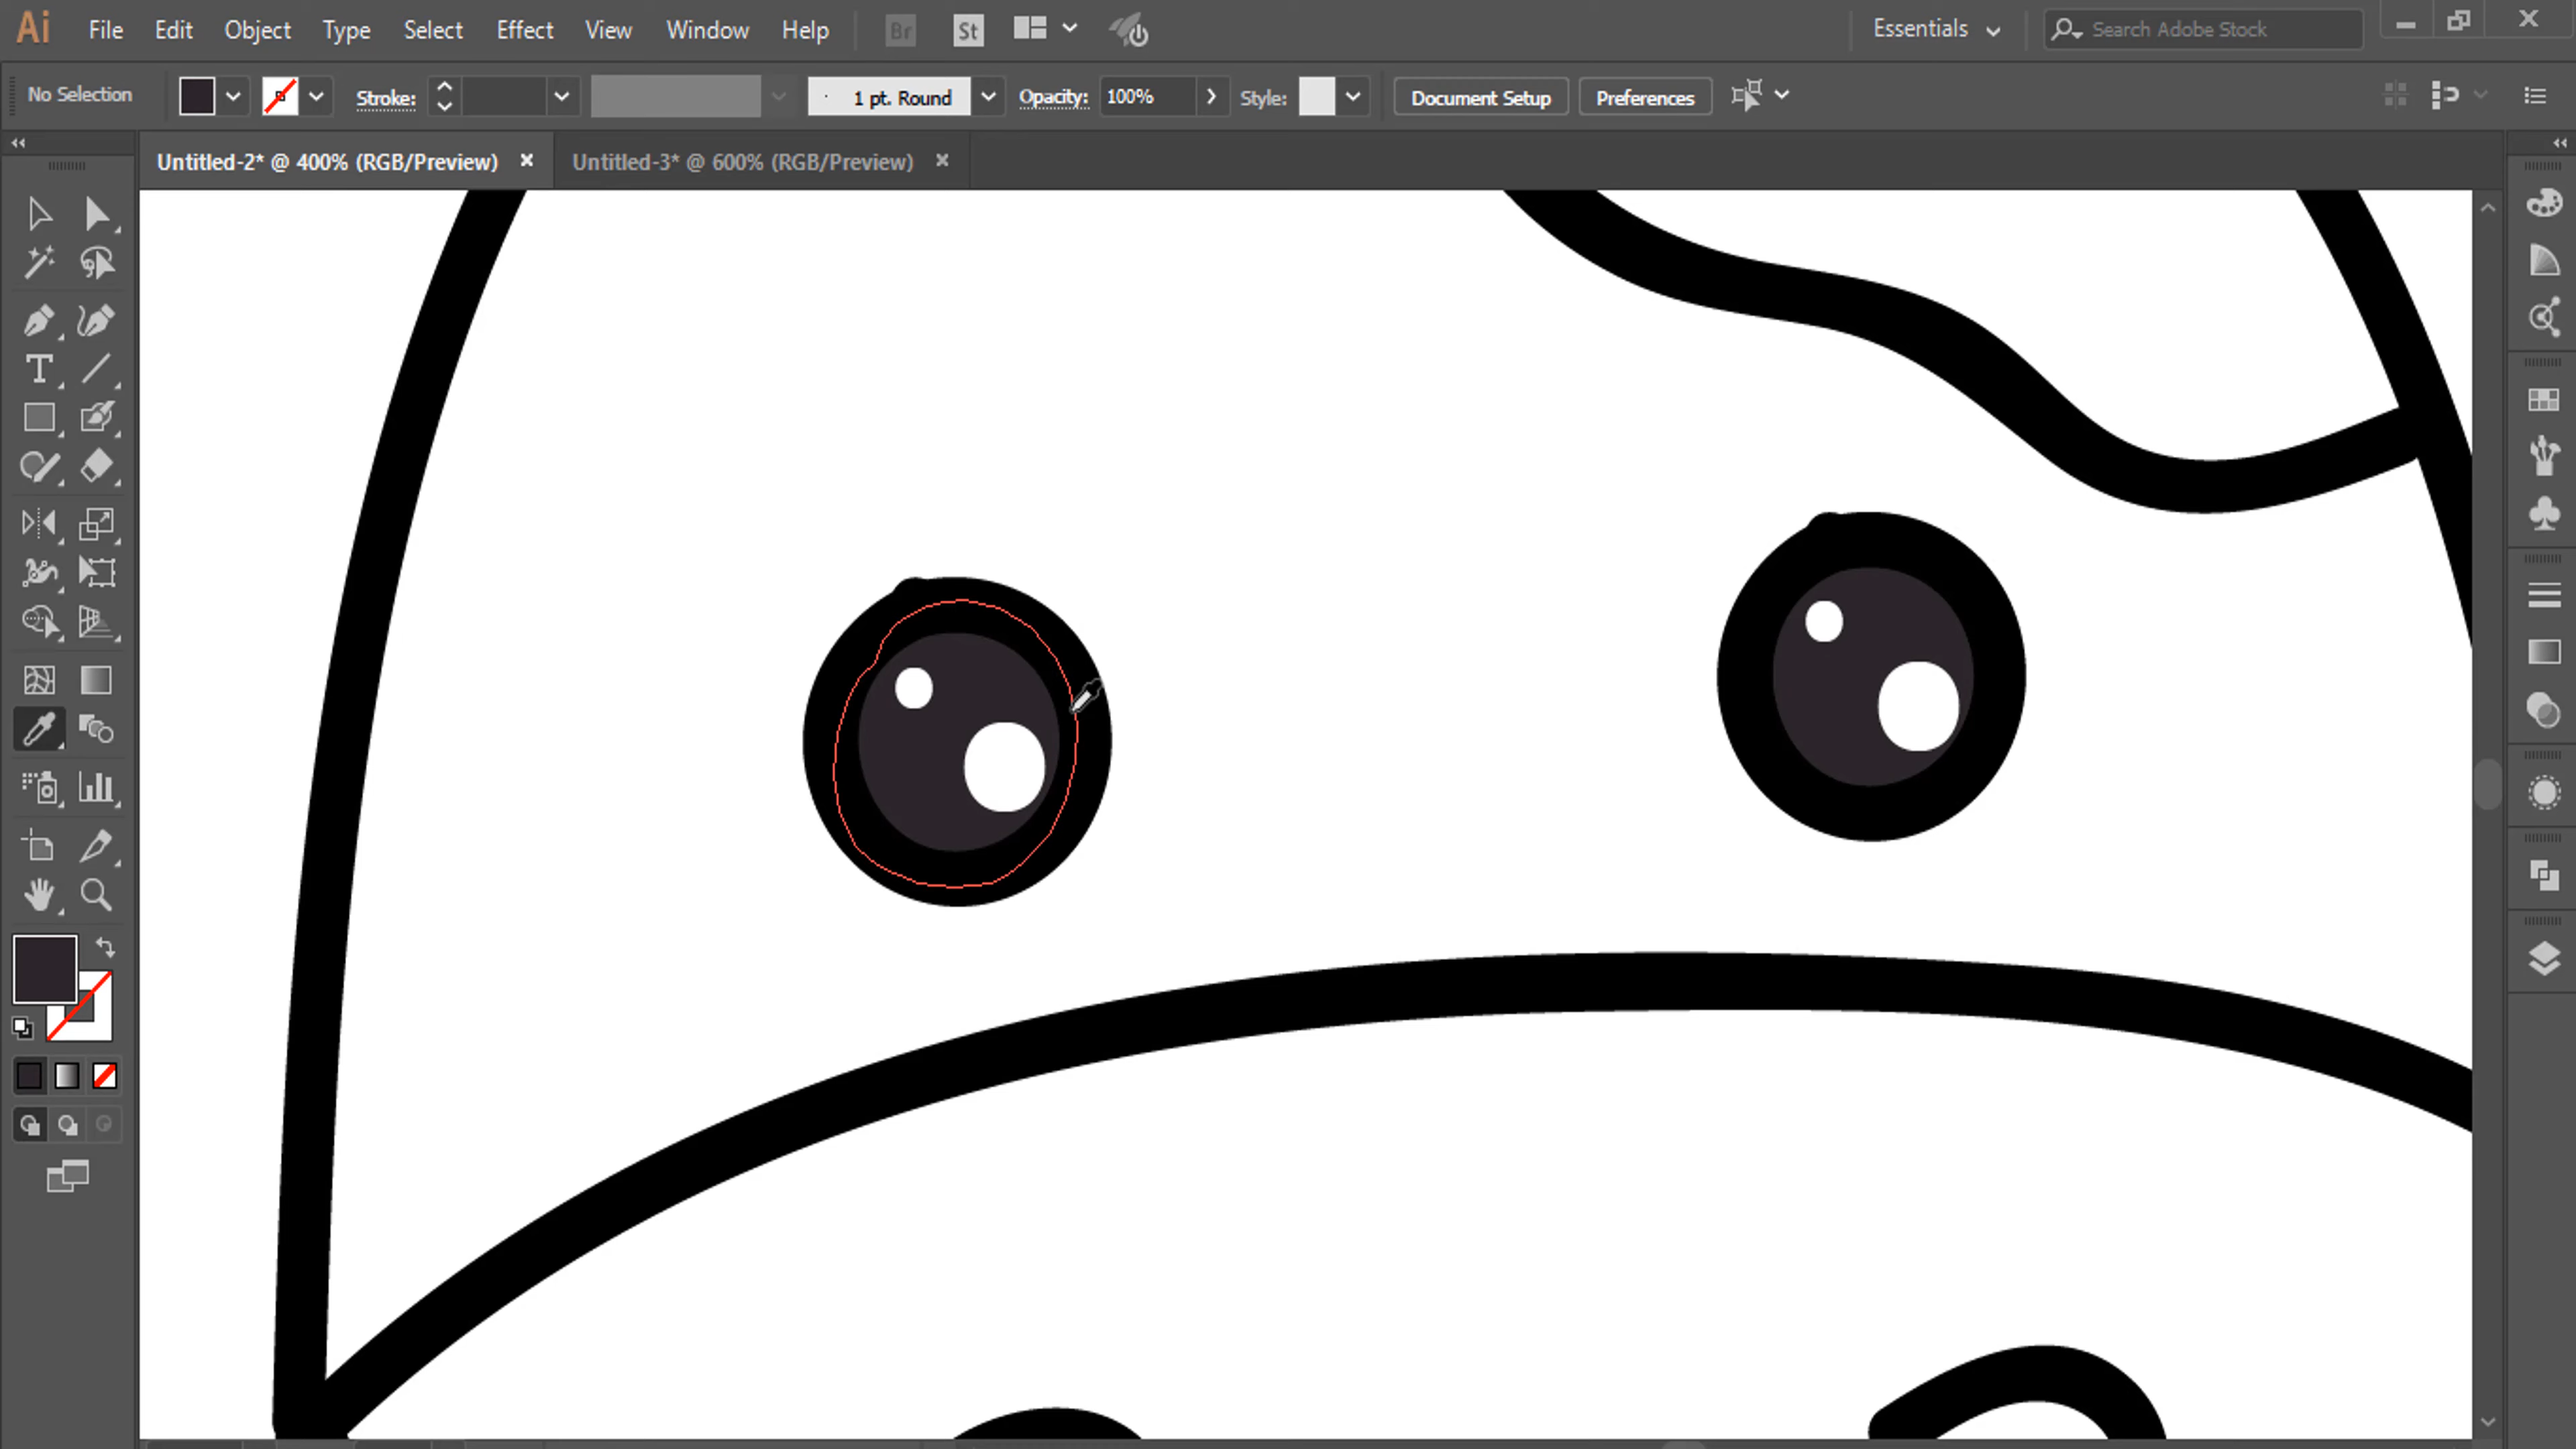 Ai File Edit Object Type Select Effect View Window Help Br St Essentials Search Adobe Stock
No Selection Stroke: 1 pt. Round Opacity: 100% Style: Document Setup Preferences
Untitled-2* @ 400% (RGB/Preview) × Untitled-3* @ 600% (RGB/Preview) ×
T